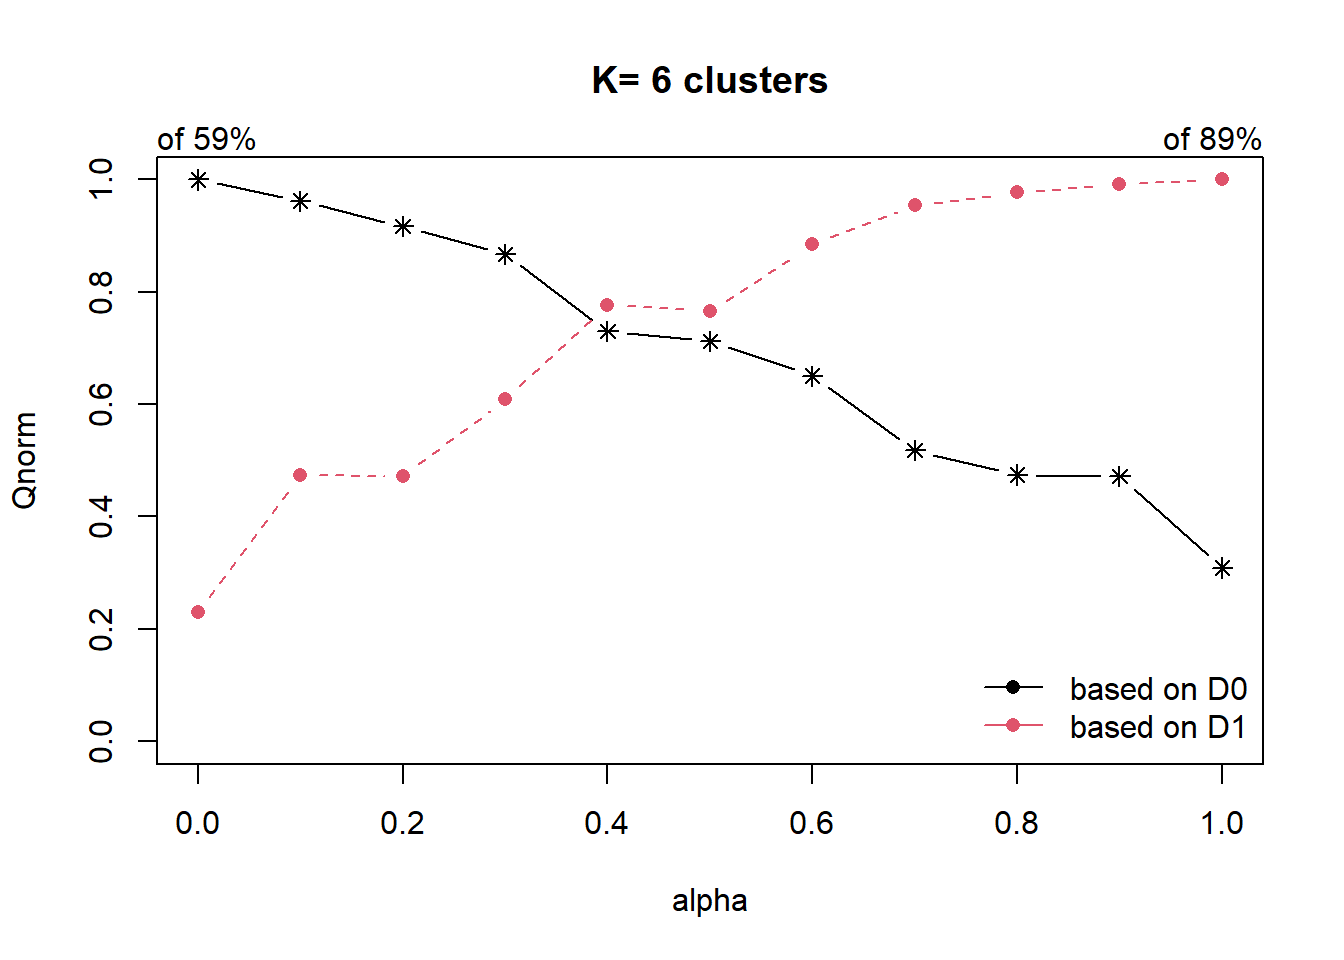 K= 6 clusters
of 59%
of 89%
Qnorm
1.0
0.8
0.6
0.4
0.2
0.0
based on D0
based on D1
0.0 0.2 0.4 0.6 0.8 1.0
alpha